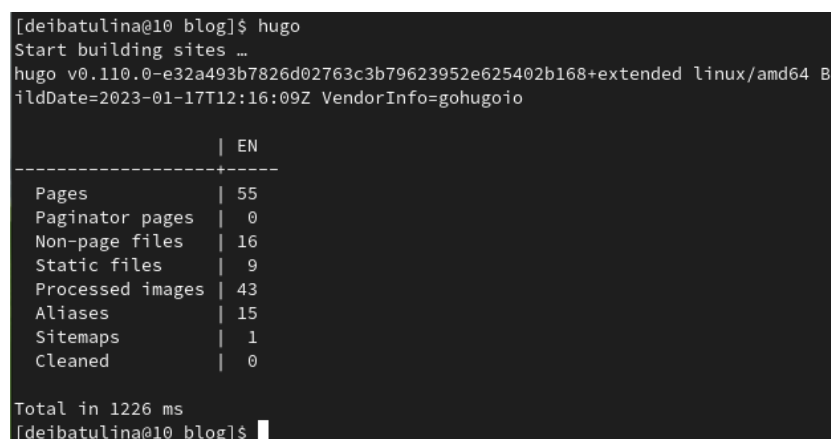 [deibatulina@10 blog]$ hugo
Start building sites …
hugo v0.110.0-e32a493b7826d02763c3b79623952e625402b168+extended linux/amd64 B
ildDate=2023-01-17T12:16:09Z VendorInfo=gohugoio
                   | EN
-------------------+-----
  Pages            | 55
  Paginator pages  |  0
  Non-page files   | 16
  Static files     |  9
  Processed images | 43
  Aliases          | 15
  Sitemaps         |  1
  Cleaned          |  0
Total in 1226 ms
[deibatulina@10 blog]$